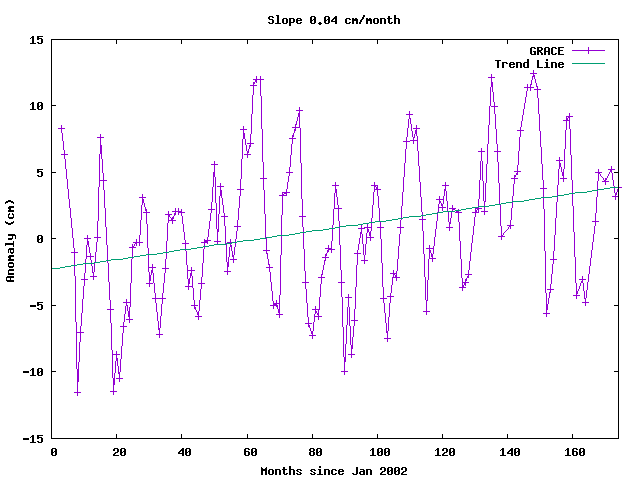 Slope 0.04 cm/month
GRACE
Trend Line
Anomaly (cm)
15
10
5
0
-5
-10
-15
0 20 40 60 80 100 120 140 160
Months since Jan 2002